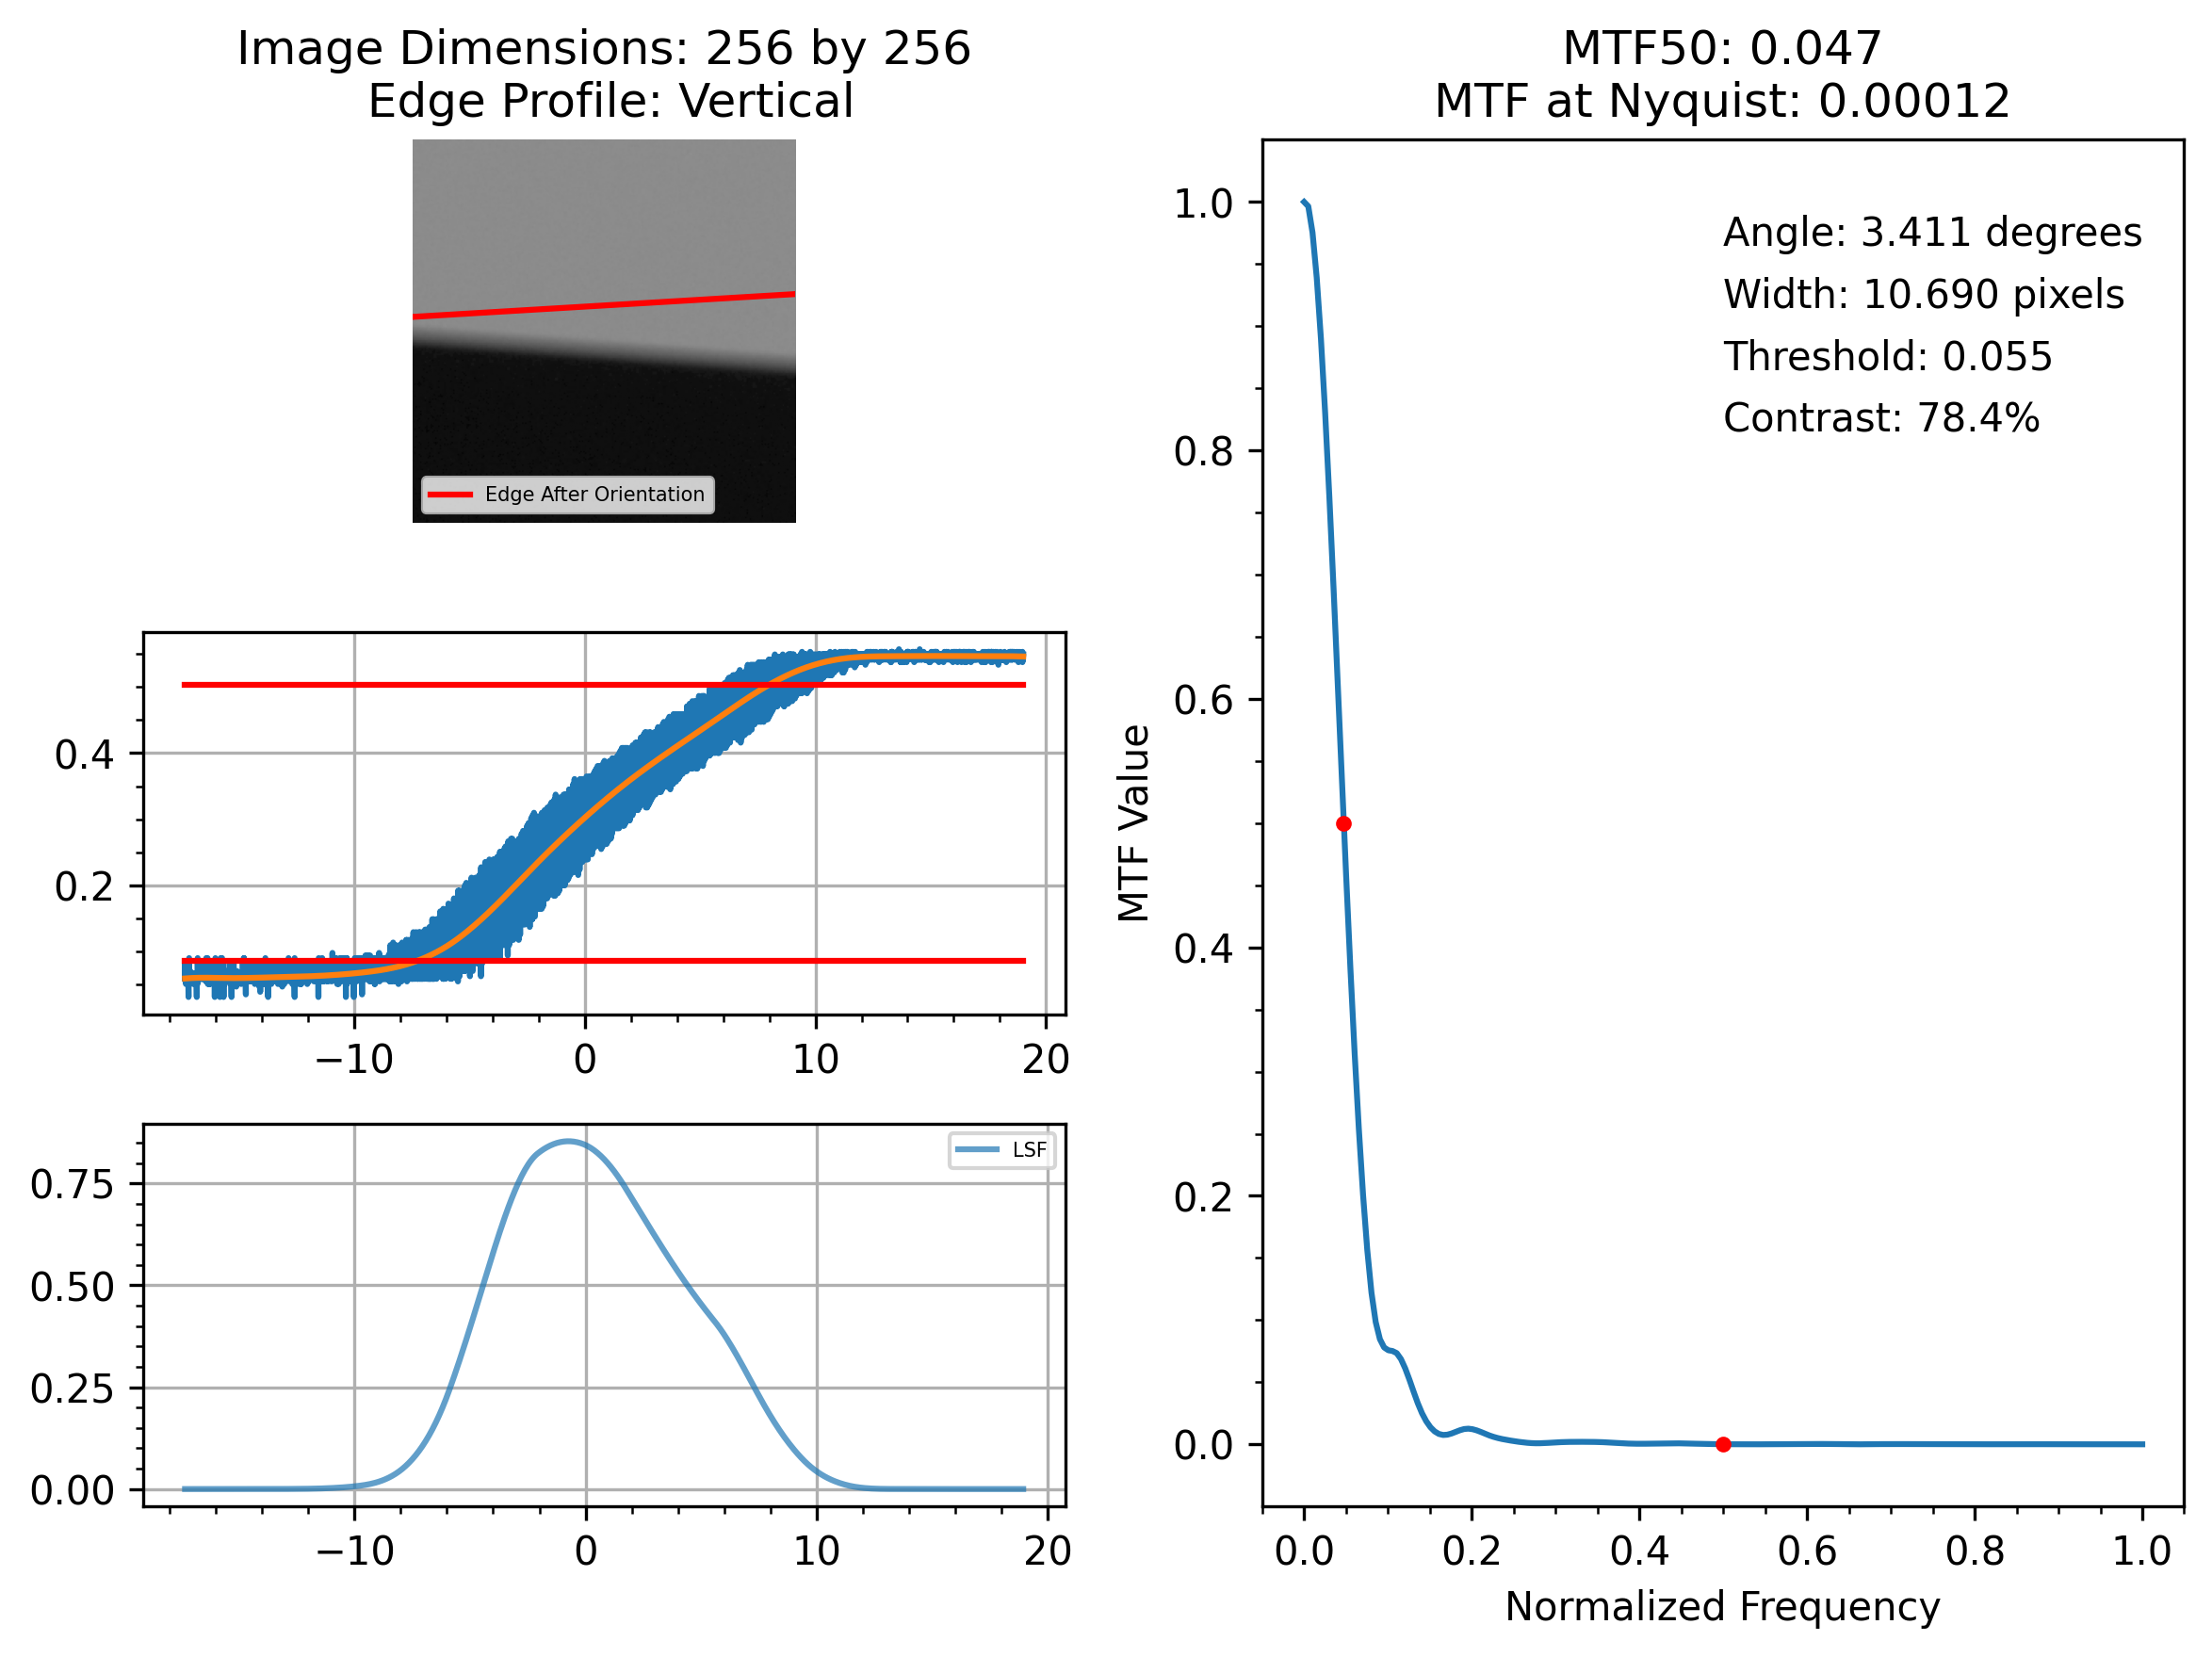 Image Dimensions: 256 by 256
Edge Profile: Vertical
Edge After Orientation
0.4
0.2
−10 0 10 20
LSF
0.75
0.50
0.25
0.00
−10 0 10 20
MTF50: 0.047
MTF at Nyquist: 0.00012
Angle: 3.411 degrees
Width: 10.690 pixels
Threshold: 0.055
Contrast: 78.4%
MTF Value
1.0
0.8
0.6
0.4
0.2
0.0
0.0 0.2 0.4 0.6 0.8 1.0
Normalized Frequency